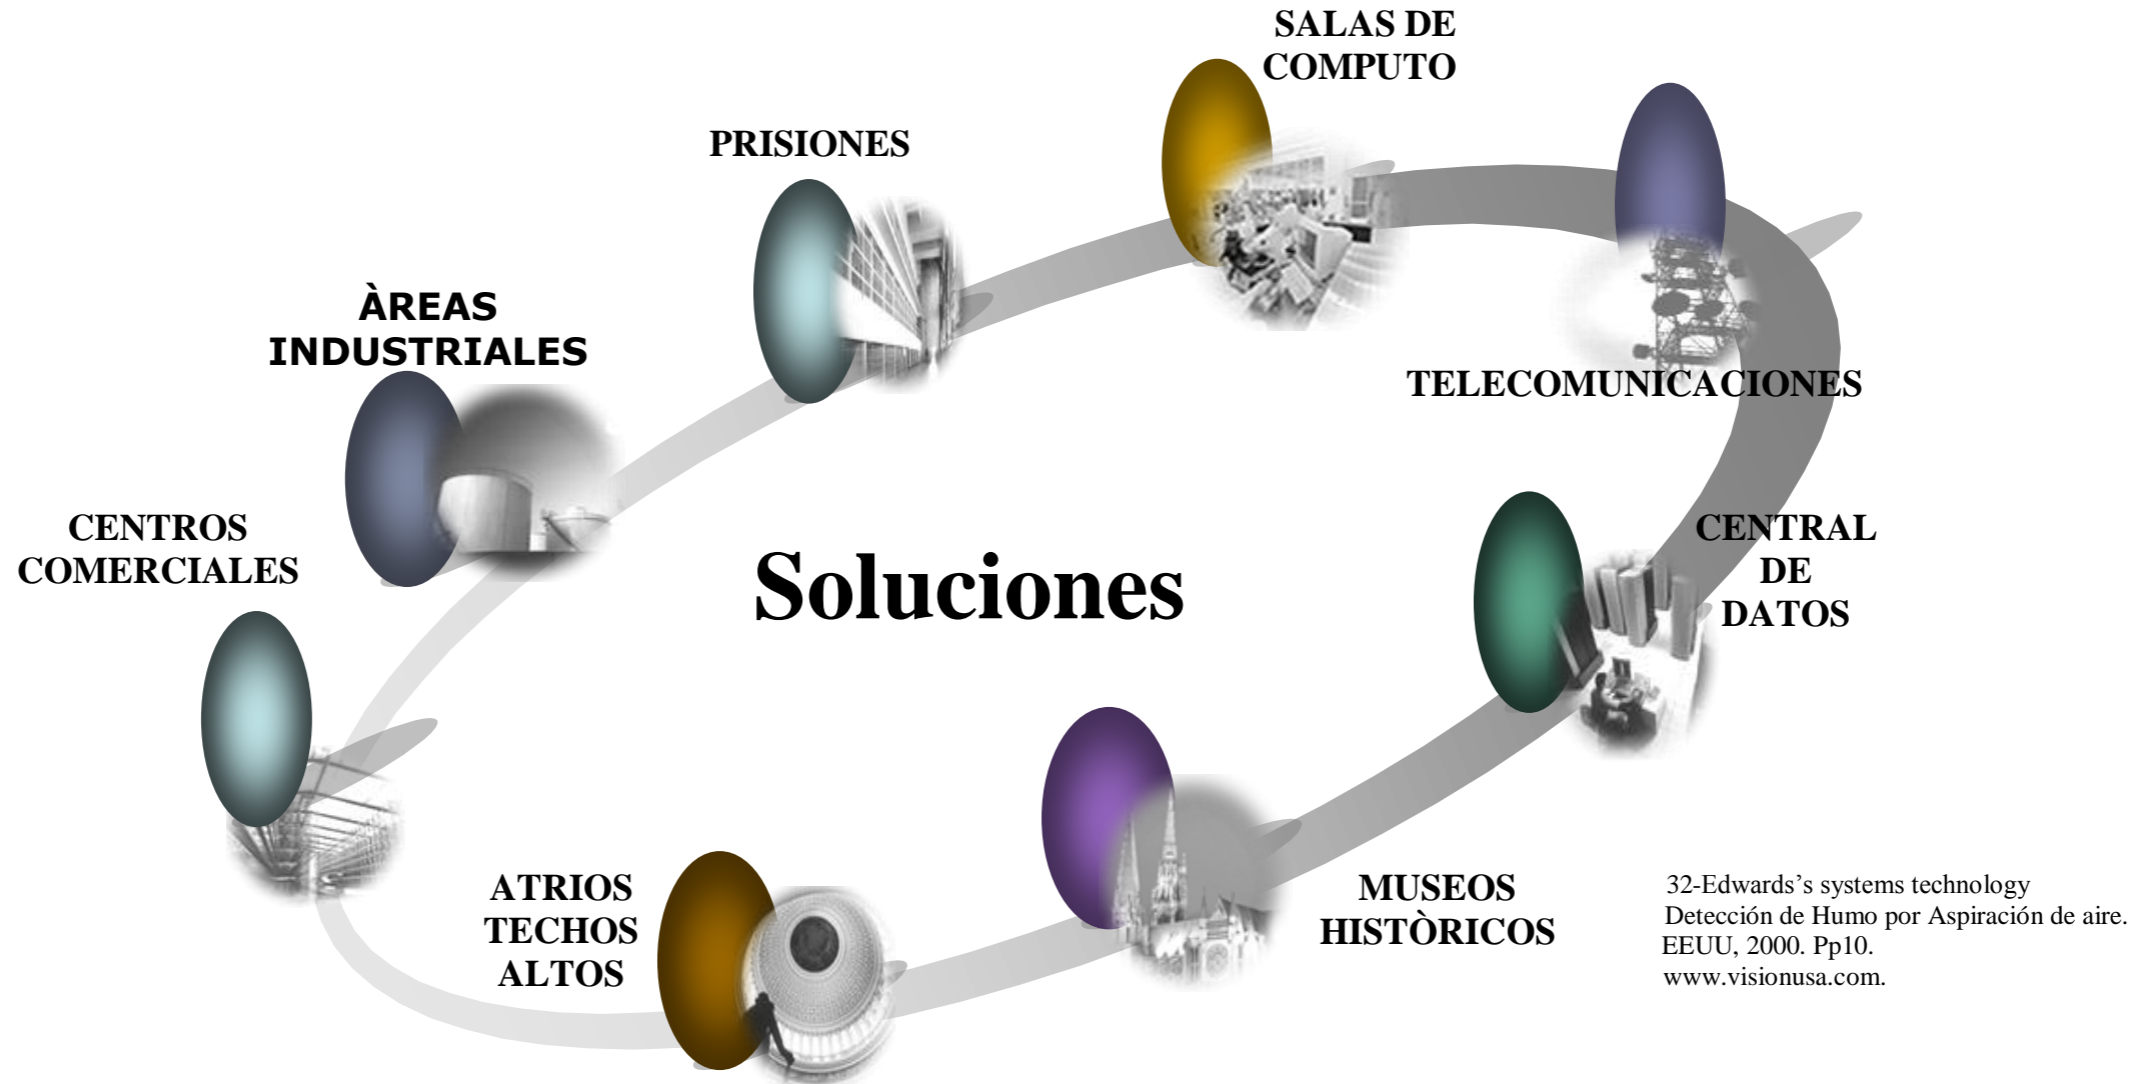 SALAS DE
COMPUTO
PRISIONES
ÀREAS
INDUSTRIALES
TELECOMUNICACIONES
CENTROS
COMERCIALES
Soluciones
CENTRAL
DE
DATOS
ATRIOS
TECHOS
ALTOS
MUSEOS
HISTÒRICOS
32-Edwards's systems technology
Detección de Humo por Aspiración de aire.
EEUU, 2000. Pp10.
www.visionusa.com.